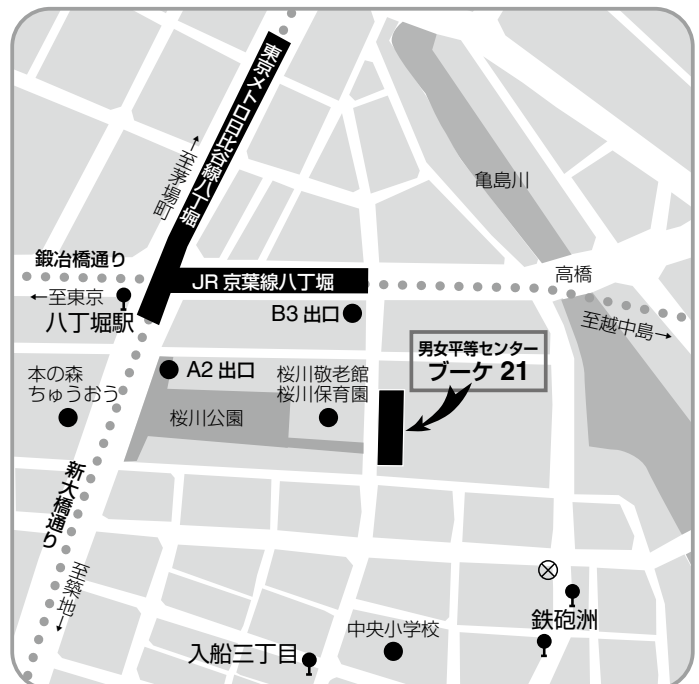 東京メトロ日比谷線八丁堀
←至茅場町
亀島川
鍛冶橋通り
JR 京葉線八丁堀
高橋
←至東京
八丁堀駅
B3 出口
至越中島→
男女平等センター
ブーケ 21
本の森
ちゅうおう
A2 出口
桜川敬老館
桜川保育園
桜川公園
新大橋通り
至築地→
鉄砲洲
中央小学校
入船三丁目